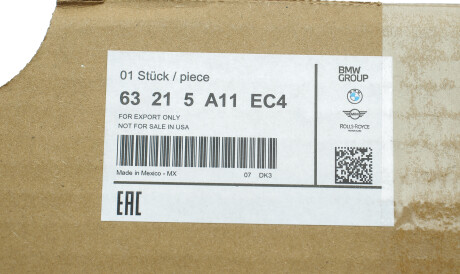 01 Stück / piece
63 21 5 A11 EC4
FOR EXPORT ONLY
NOT FOR SALE IN USA
Made in Mexico - MX
07 DK3
EAC
BMW
GROUP
ROLLS-ROYCE